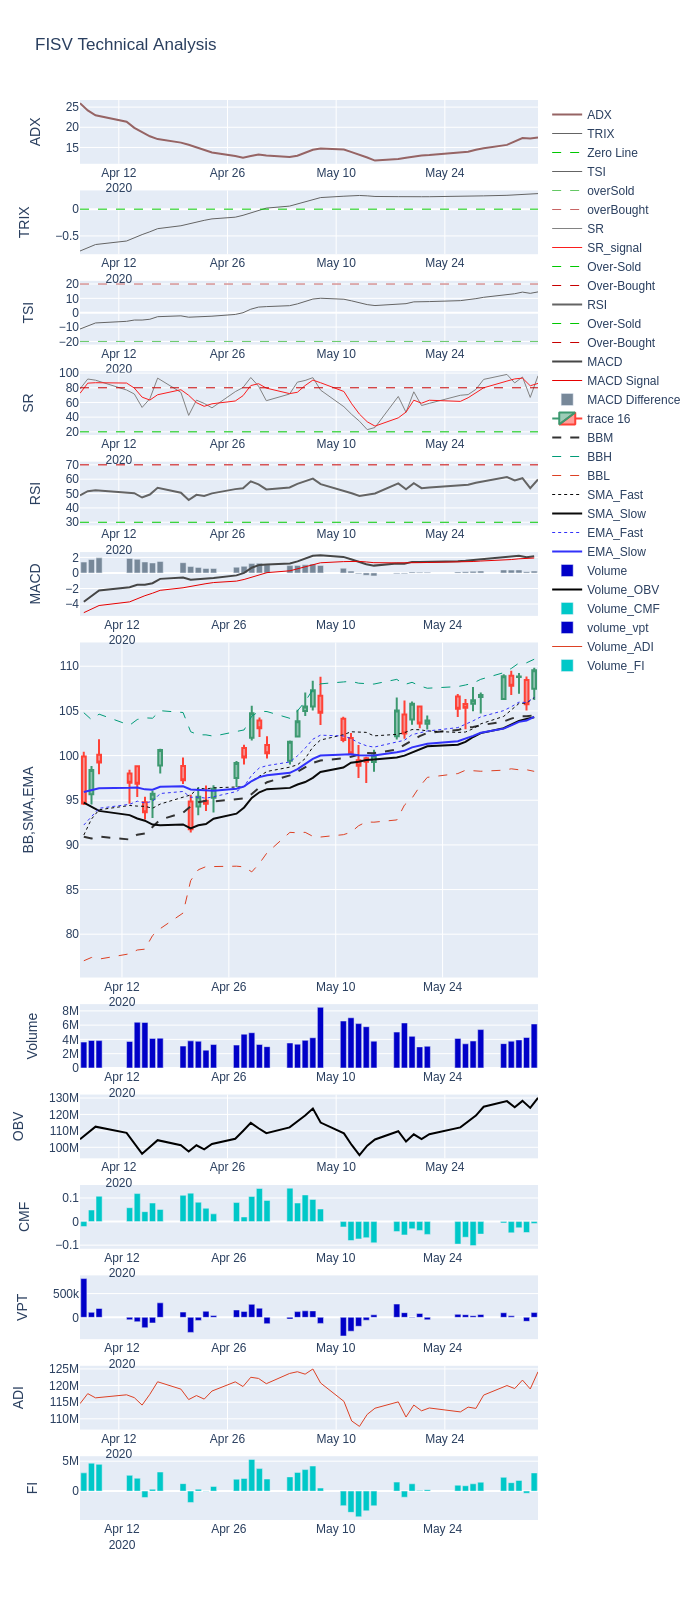 FISV Technical Analysis
ADX
25
20
15
Apr 12
2020
Apr 26
May 10
May 24
TRIX
0
−0.5
Apr 12
2020
Apr 26
May 10
May 24
TSI
20
10
0
−10
−20
Apr 12
2020
Apr 26
May 10
May 24
SR
100
80
60
40
20
Apr 12
2020
Apr 26
May 10
May 24
RSI
70
60
50
40
30
Apr 12
2020
Apr 26
May 10
May 24
MACD
2
0
−2
−4
Apr 12
2020
Apr 26
May 10
May 24
BB,SMA,EMA
110
105
100
95
90
85
80
Apr 12
2020
Apr 26
May 10
May 24
Volume
8M
6M
4M
2M
0
Apr 12
2020
Apr 26
May 10
May 24
OBV
130M
120M
110M
100M
Apr 12
2020
Apr 26
May 10
May 24
CMF
0.1
0
−0.1
Apr 12
2020
Apr 26
May 10
May 24
VPT
500k
0
Apr 12
2020
Apr 26
May 10
May 24
ADI
125M
120M
115M
110M
Apr 12
2020
Apr 26
May 10
May 24
FI
5M
0
Apr 12
2020
Apr 26
May 10
May 24
ADX
TRIX
Zero Line
TSI
overSold
overBought
SR
SR_signal
Over-Sold
Over-Bought
RSI
Over-Sold
Over-Bought
MACD
MACD Signal
MACD Difference
trace 16
BBM
BBH
BBL
SMA_Fast
SMA_Slow
EMA_Fast
EMA_Slow
Volume
Volume_OBV
Volume_CMF
volume_vpt
Volume_ADI
Volume_FI